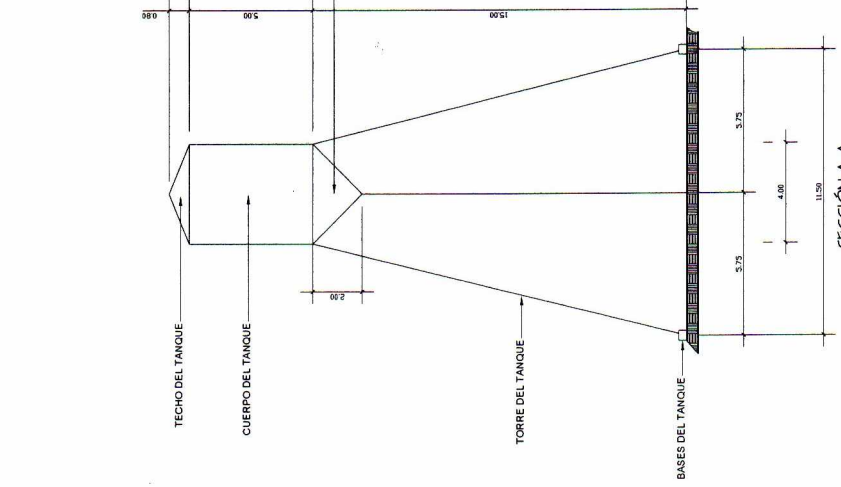 0.80
5.00
15.00
TECHO DEL TANQUE
CUERPO DEL TANQUE
2.00
TORRE DEL TANQUE
BASES DEL TANQUE
5.75
5.75
4.00
11.50